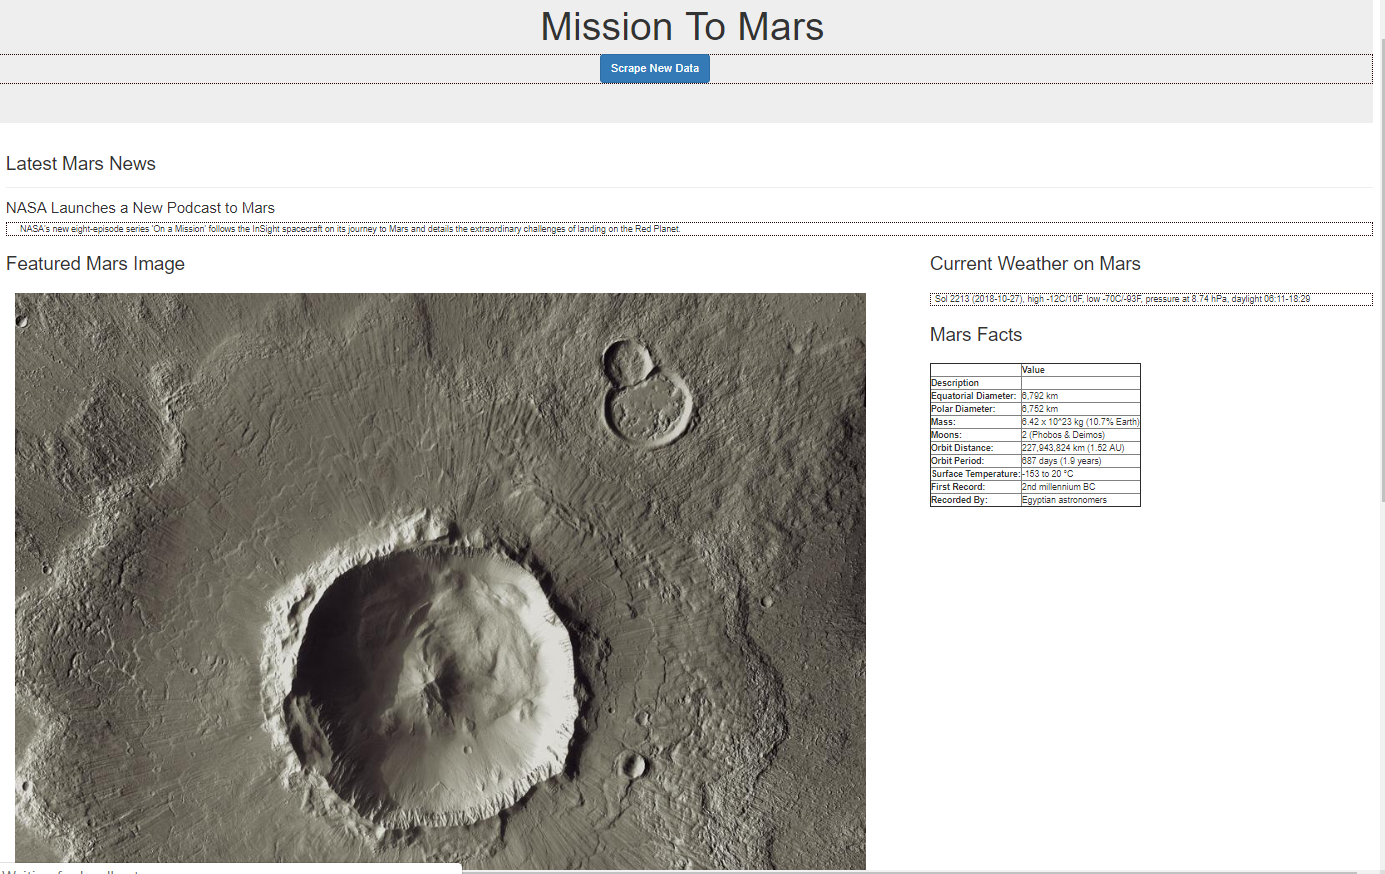 Mission To Mars
Scrape New Data
Latest Mars News
NASA Launches a New Podcast to Mars
NASA's new eight-episode series 'On a Mission' follows the InSight spacecraft on its journey to Mars and details the extraordinary challenges of landing on the Red Planet.
Featured Mars Image
Current Weather on Mars
Sol 2213 (2018-10-27), high -12C/10F, low -70C/-93F, pressure at 8.74 hPa, daylight 06:11-18:29
Mars Facts
Value
Description
Equatorial Diameter: 6,792 km
Polar Diameter: 6,752 km
Mass: 6.42 x 10^23 kg (10.7% Earth)
Moons: 2 (Phobos & Deimos)
Orbit Distance: 227,943,824 km (1.52 AU)
Orbit Period: 687 days (1.9 years)
Surface Temperature: -153 to 20 °C
First Record: 2nd millennium BC
Recorded By: Egyptian astronomers